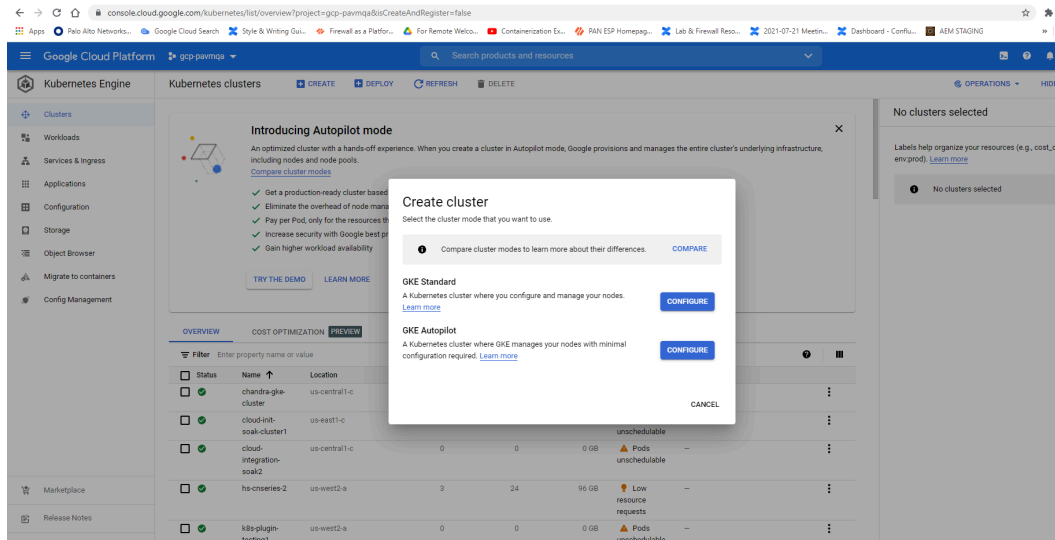 console.cloud.google.com/kubernetes/list/overview?project=gcp-pavmqa&isCreateAndRegister=false
Apps Palo Alto Networks... Google Cloud Search Style & Writing Gui... Firewall as a Platfor... For Remote Welco... Containerization Ex... PAN ESP Homepag... Lab & Firewall Reso... 2021-07-21 Meetin... Dashboard - Conflu... AEM STAGING »
Google Cloud Platform gcp-pavmqa Search products and resources
Kubernetes Engine Kubernetes clusters CREATE DEPLOY REFRESH DELETE OPERATIONS HIDE
Clusters
Workloads
Services & Ingress
Applications
Configuration
Storage
Object Browser
Migrate to containers
Config Management
Marketplace
Release Notes
Introducing Autopilot mode
An optimized cluster with a hands-off experience. When you create a cluster in Autopilot mode, Google provisions and manages the entire cluster's underlying infrastructure,
including nodes and node pools.
Compare cluster modes
Get a production-ready cluster based
Eliminate the overhead of node mana
Pay per Pod, only for the resources th
Increase security with Google best pr
Gain higher workload availability
TRY THE DEMO LEARN MORE
Create cluster
Select the cluster mode that you want to use.
Compare cluster modes to learn more about their differences. COMPARE
GKE Standard
A Kubernetes cluster where you configure and manage your nodes.
Learn more
CONFIGURE
GKE Autopilot
A Kubernetes cluster where GKE manages your nodes with minimal
configuration required. Learn more
CONFIGURE
CANCEL
OVERVIEW COST OPTIMIZATION PREVIEW
Filter Enter property name or value
Status Name Location
chandra-gke-
cluster
us-central1-c
cloud-init-
soak-cluster1
us-east1-c
unschedulable
cloud-
integration-
soak2
us-central1-c 0 0 0 GB Pods
unschedulable
—
hs-cnseries-2 us-west2-a 3 24 96 GB Low
resource
requests
—
k8s-plugin-
testing1
us-west2-a 0 0 0 GB Pods
unschedulable
—
No clusters selected
Labels help organize your resources (e.g., cost_c
env:prod). Learn more
No clusters selected